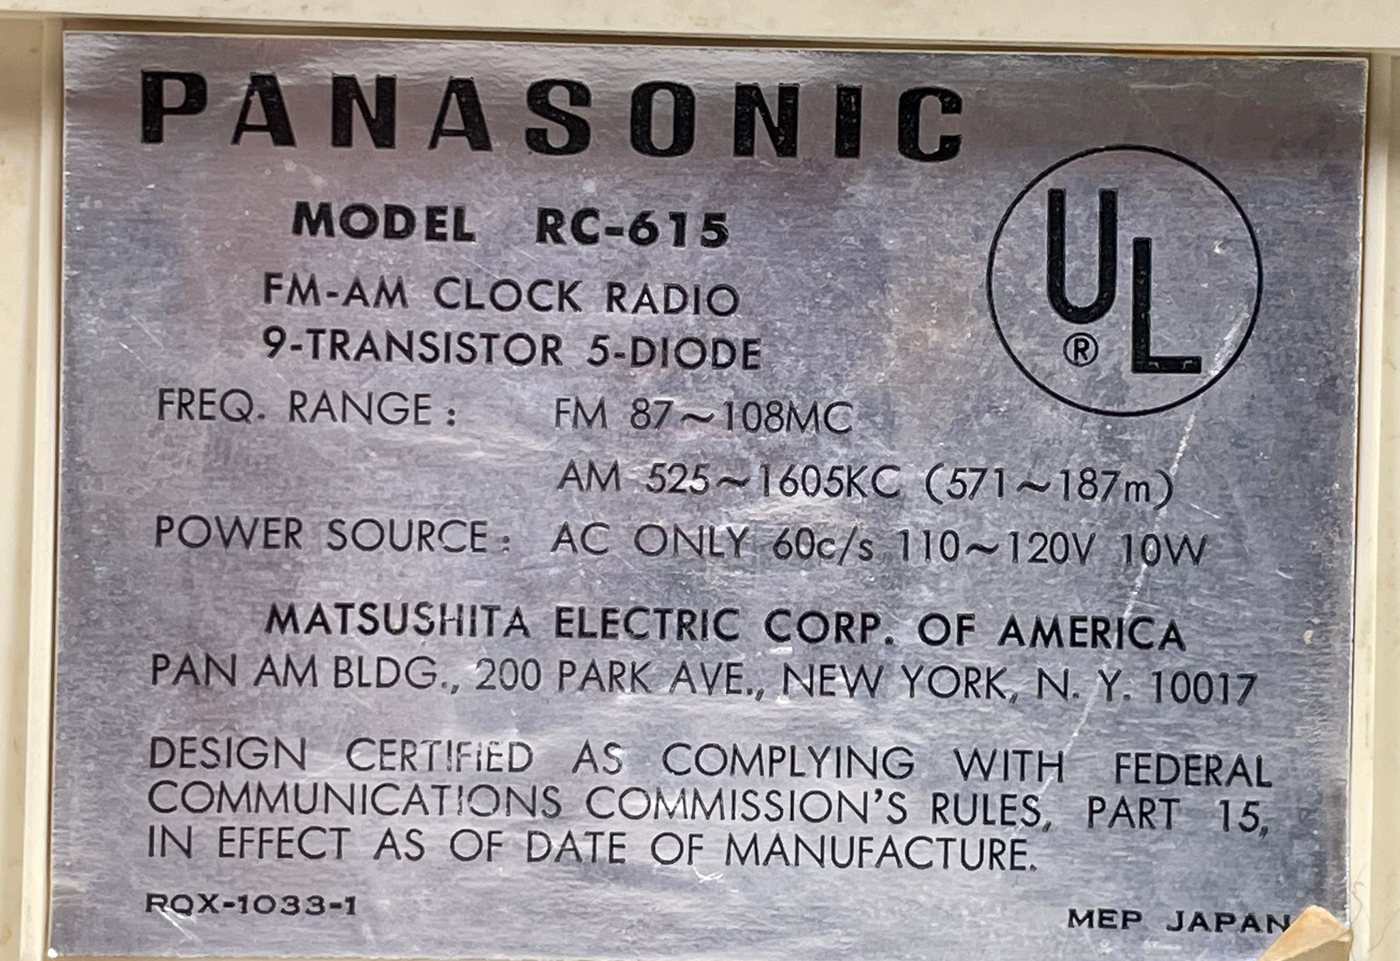 PANASONIC
MODEL RC-615
UL
®
FM-AM CLOCK RADIO
9-TRANSISTOR 5-DIODE
FREQ. RANGE: FM 87~108MC
AM 525~1605KC (571~187m)
POWER SOURCE: AC ONLY 60c/s 110~120V 10W
MATSUSHITA ELECTRIC CORP. OF AMERICA
PAN AM BLDG., 200 PARK AVE., NEW YORK, N. Y. 10017
DESIGN CERTIFIED AS COMPLYING WITH FEDERAL
COMMUNICATIONS COMMISSION'S RULES, PART 15,
IN EFFECT AS OF DATE OF MANUFACTURE.
RQX-1033-1
MEP JAPAN